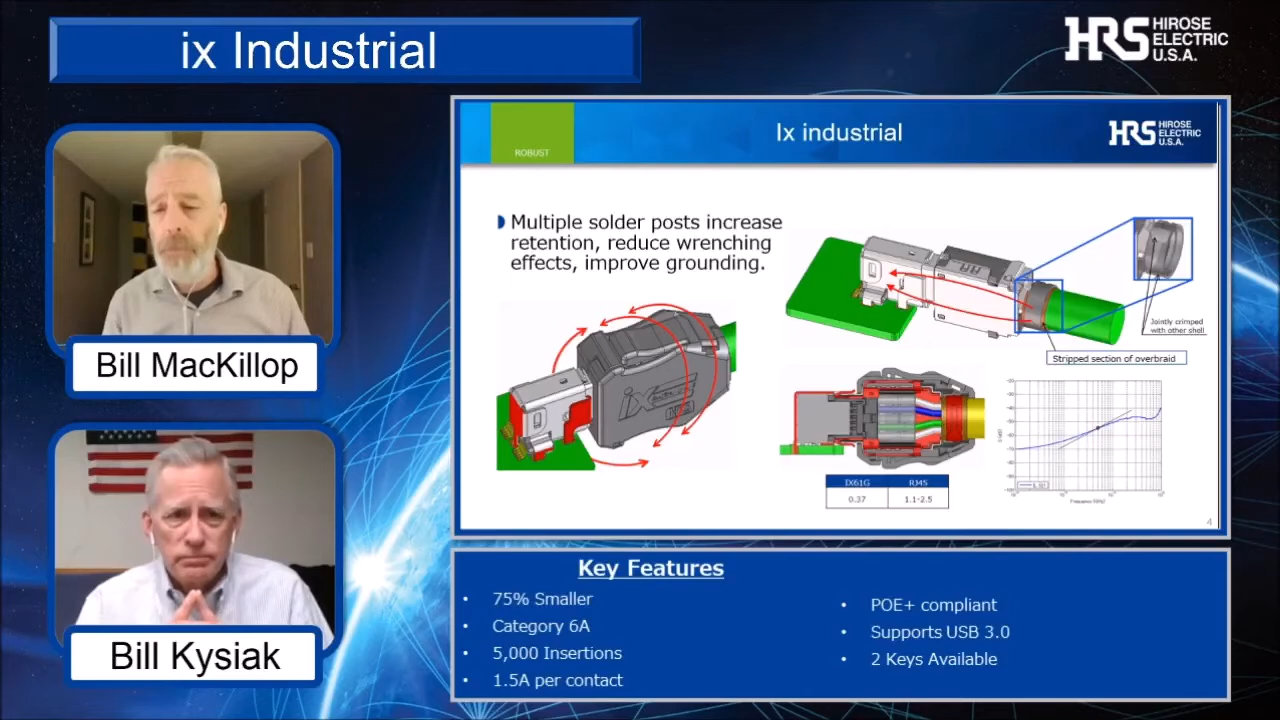 ix Industrial
HRS HIROSE
ELECTRIC
U.S.A.
Bill MacKillop
Bill Kysiak
ROBUST
Ix industrial
HRS HIROSE
ELECTRIC
U.S.A.
Multiple solder posts increase
retention, reduce wrenching
effects, improve grounding.
Jointly crimped
with other shell
Stripped section of overbraid
ix
IX61G RJ45
0.37 1.1-2.5
4
Key Features
• 75% Smaller
• Category 6A
• 5,000 Insertions
• 1.5A per contact
• POE+ compliant
• Supports USB 3.0
• 2 Keys Available